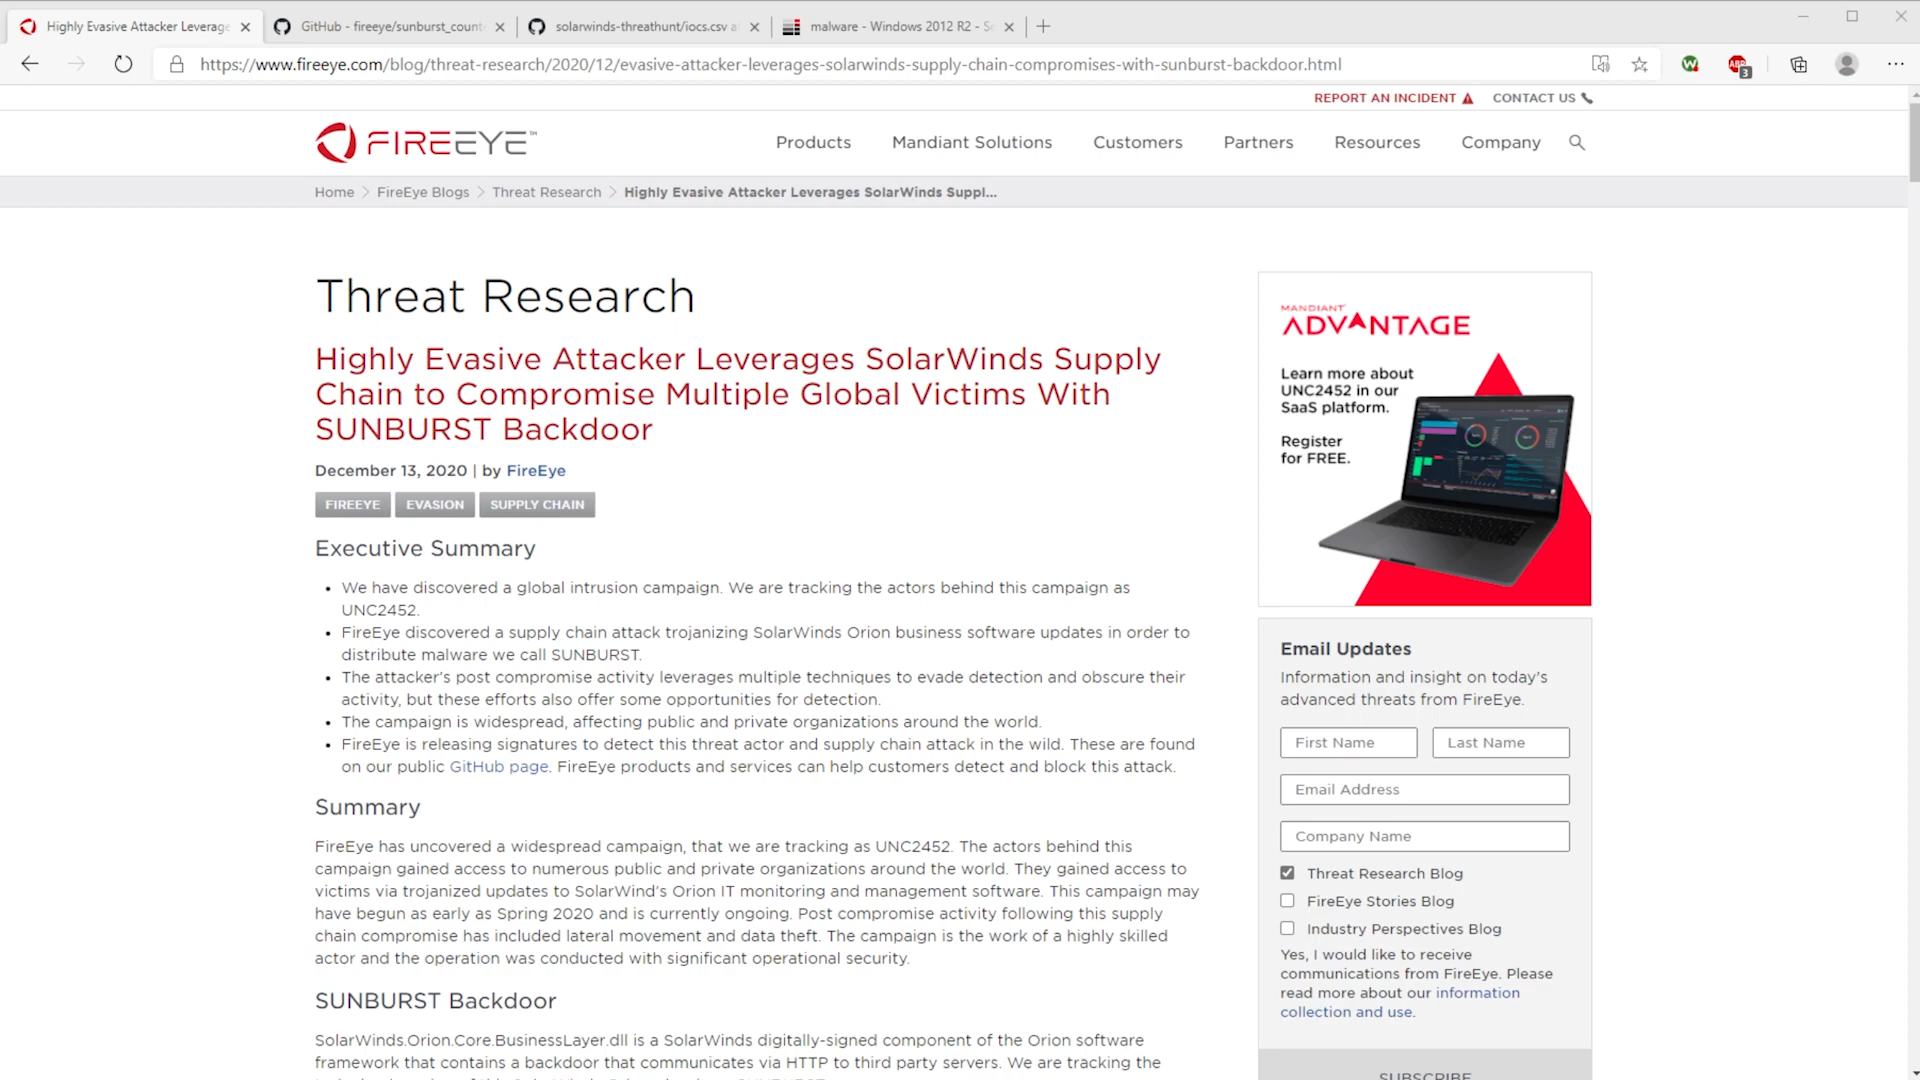 Highly Evasive Attacker Leverage
GitHub - fireeye/sunburst_count
solarwinds-threathunt/iocs.csv a
malware - Windows 2012 R2 - Se
https://www.fireeye.com/blog/threat-research/2020/12/evasive-attacker-leverages-solarwinds-supply-chain-compromises-with-sunburst-backdoor.html
ABP
3
REPORT AN INCIDENT
CONTACT US
FIREEYE™
Products
Mandiant Solutions
Customers
Partners
Resources
Company
Home > FireEye Blogs > Threat Research > Highly Evasive Attacker Leverages SolarWinds Suppl...
Threat Research
Highly Evasive Attacker Leverages SolarWinds Supply
Chain to Compromise Multiple Global Victims With
SUNBURST Backdoor
December 13, 2020 | by FireEye
FIREEYE
EVASION
SUPPLY CHAIN
Executive Summary
• We have discovered a global intrusion campaign. We are tracking the actors behind this campaign as
UNC2452.
• FireEye discovered a supply chain attack trojanizing SolarWinds Orion business software updates in order to
distribute malware we call SUNBURST.
• The attacker's post compromise activity leverages multiple techniques to evade detection and obscure their
activity, but these efforts also offer some opportunities for detection.
• The campaign is widespread, affecting public and private organizations around the world.
• FireEye is releasing signatures to detect this threat actor and supply chain attack in the wild. These are found
on our public GitHub page. FireEye products and services can help customers detect and block this attack.
Summary
FireEye has uncovered a widespread campaign, that we are tracking as UNC2452. The actors behind this
campaign gained access to numerous public and private organizations around the world. They gained access to
victims via trojanized updates to SolarWind's Orion IT monitoring and management software. This campaign may
have begun as early as Spring 2020 and is currently ongoing. Post compromise activity following this supply
chain compromise has included lateral movement and data theft. The campaign is the work of a highly skilled
actor and the operation was conducted with significant operational security.
SUNBURST Backdoor
SolarWinds.Orion.Core.BusinessLayer.dll is a SolarWinds digitally-signed component of the Orion software
framework that contains a backdoor that communicates via HTTP to third party servers. We are tracking the
MANDIANT
ADVANTAGE
Learn more about
UNC2452 in our
SaaS platform.
Register
for FREE.
Email Updates
Information and insight on today's
advanced threats from FireEye.
First Name
Last Name
Email Address
Company Name
Threat Research Blog
FireEye Stories Blog
Industry Perspectives Blog
Yes, I would like to receive
communications from FireEye. Please
read more about our information
collection and use.
SUBSCRIBE